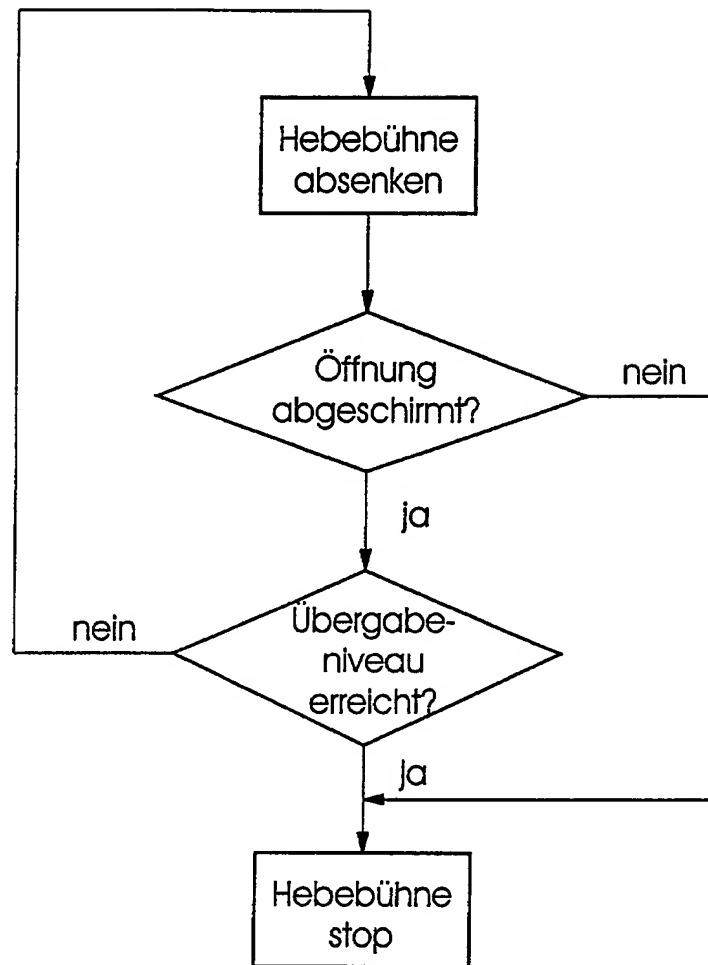 Hebebühne
absenken
Öffnung
abgeschirmt?
nein
ja
nein
Übergabe-
niveau
erreicht?
ja
Hebebühne
stop